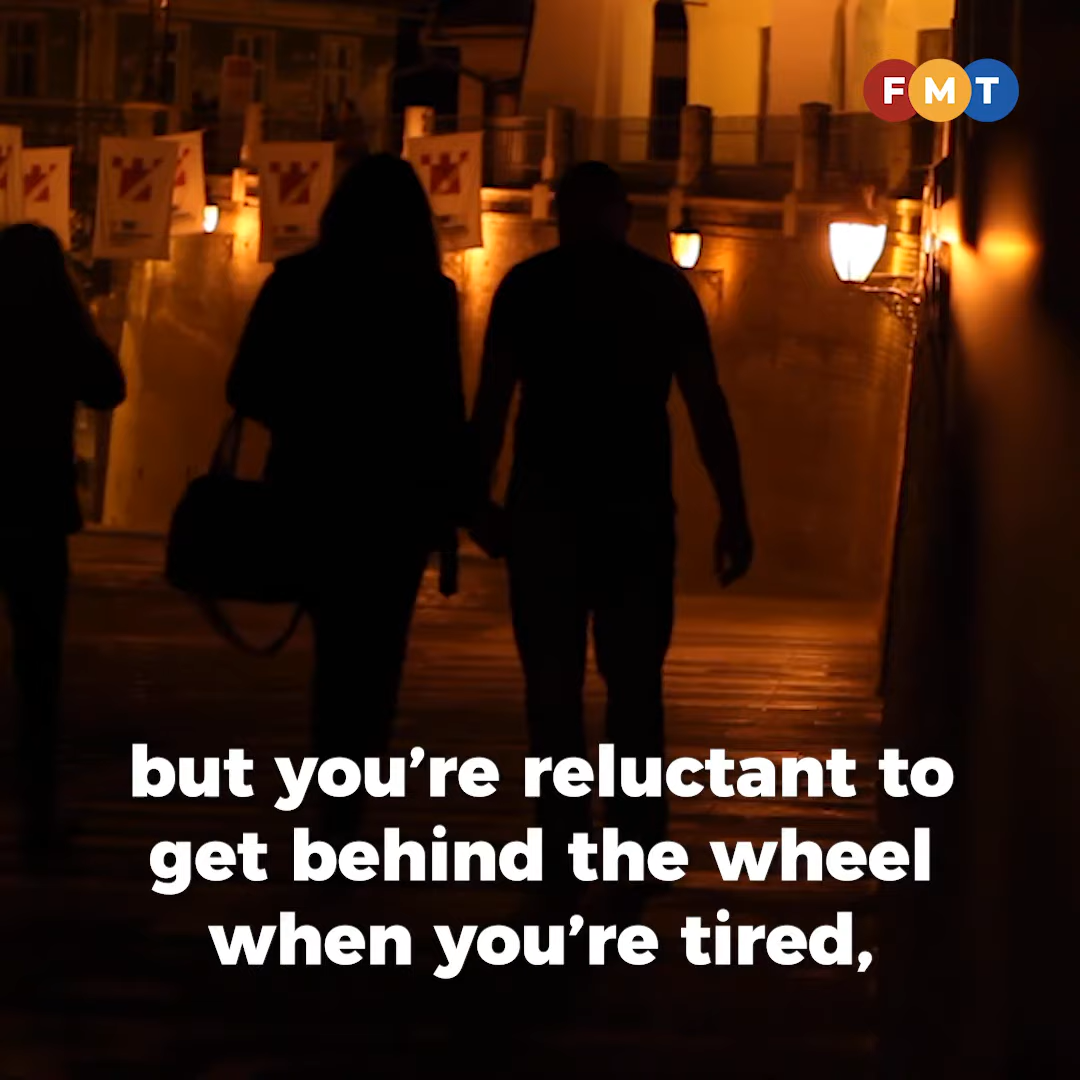 FMT
but you’re reluctant to
get behind the wheel
when you’re tired,